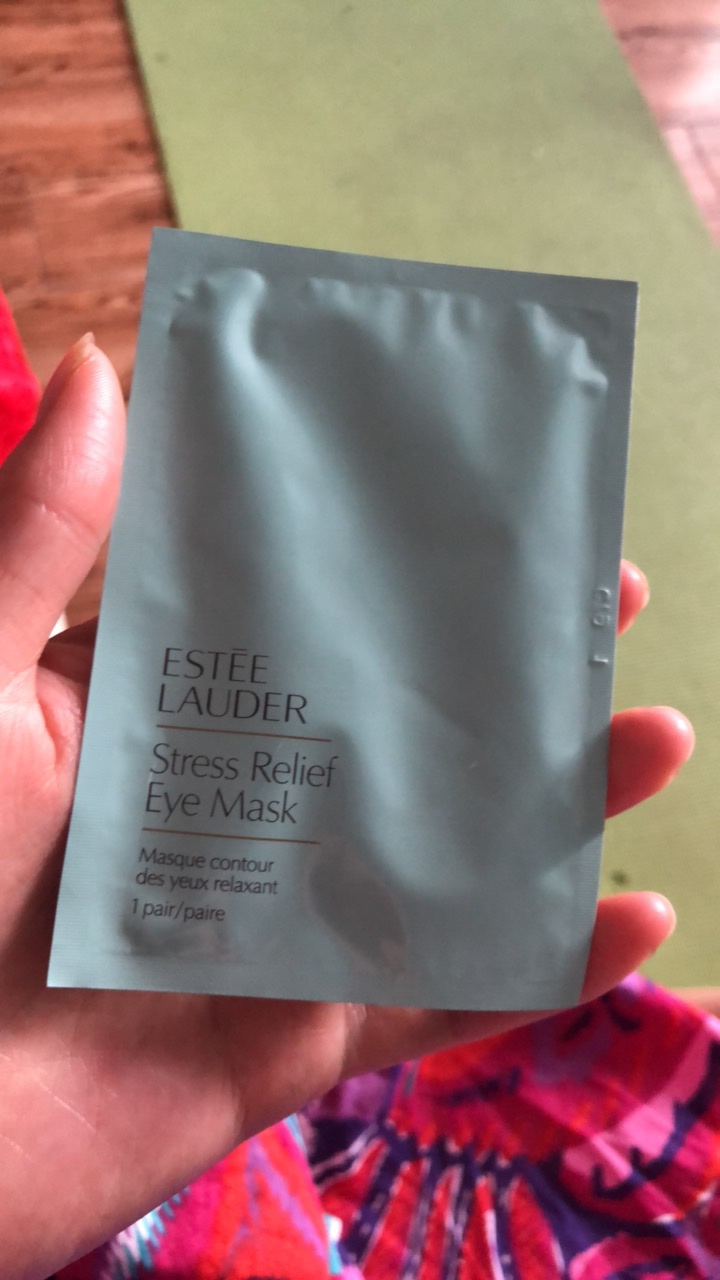 ESTĒE
LAUDER
Stress Relief
Eye Mask
Masque contour
des yeux relaxant
1 pair/paire